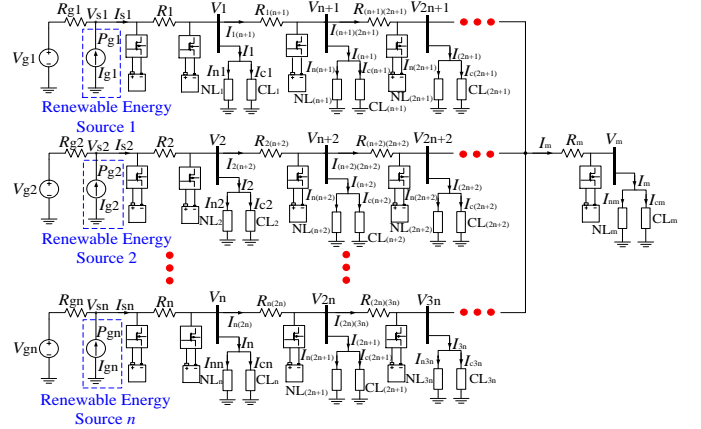 Rg1 Vs1 Is1 R1 V1 R1(n+1) Vn+1 R(n+1)(2n+1) V2n+1
Pg1 I1(n+1) I(n+1)(2n+1)
Vg1 Ig1 I1 I(n+1) I(2n+1)
In1 Ic1 In(n+1) Ic(n+1) In(2n+1) Ic(2n+1)
NL1 CL1 NL(n+1) CL(n+1) NL(2n+1) CL(2n+1)
Renewable Energy
Source 1
Rg2 Vs2 Is2 R2 V2 R2(n+2) Vn+2 R(n+2)(2n+2) V2n+2 Im Rm Vm
Pg2 I2(n+2) I(n+2)(2n+2)
Vg2 Ig2 I2 I(n+2) I(2n+2) Im
In2 Ic2 In(n+2) Ic(n+2) In(2n+2) Ic(2n+2) Inm Icm
NL2 CL2 NL(n+2) CL(n+2) NL(2n+2) CL(2n+2) NLm CLm
Renewable Energy
Source 2
Rgn Vsn Isn Rn Vn Rn(2n) V2n R(2n)(3n) V3n
Pgn In(2n) I(2n)(3n)
Vgn Ign In I(2n+1) I3n
Inn Icn In(2n+1) Ic(2n+1) In3n Ic3n
NLn CLn NL(2n+1) CL(2n+1) NL3n CL3n
Renewable Energy
Source n